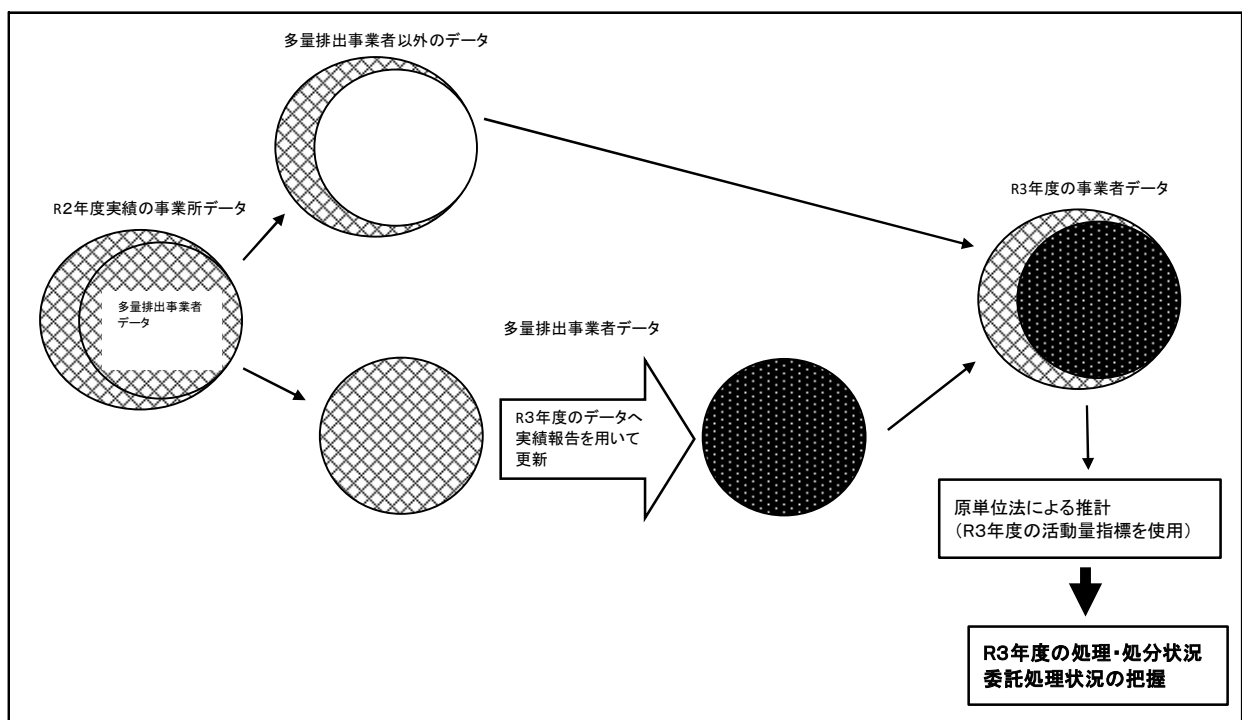 多量排出事業者以外のデータ
R２年度実績の事業所データ
多量排出事業者
データ
多量排出事業者データ
R３年度のデータへ
実績報告を用いて
更新
R３年度の事業者データ
原単位法による推計
（R３年度の活動量指標を使用）
R３年度の処理・処分状況
委託処理状況の把握